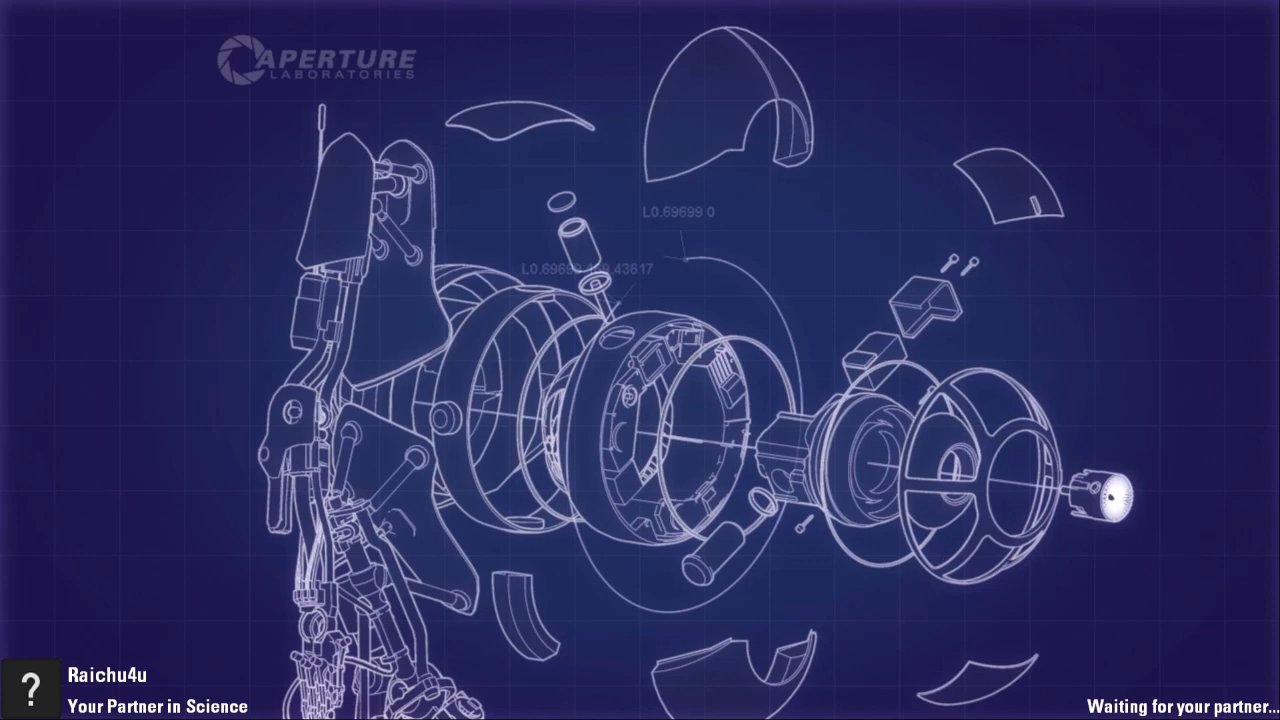 APERTURE
LABORATORIES
L0.69699 0
Raichu4u
Your Partner in Science
Waiting for your partner...
?